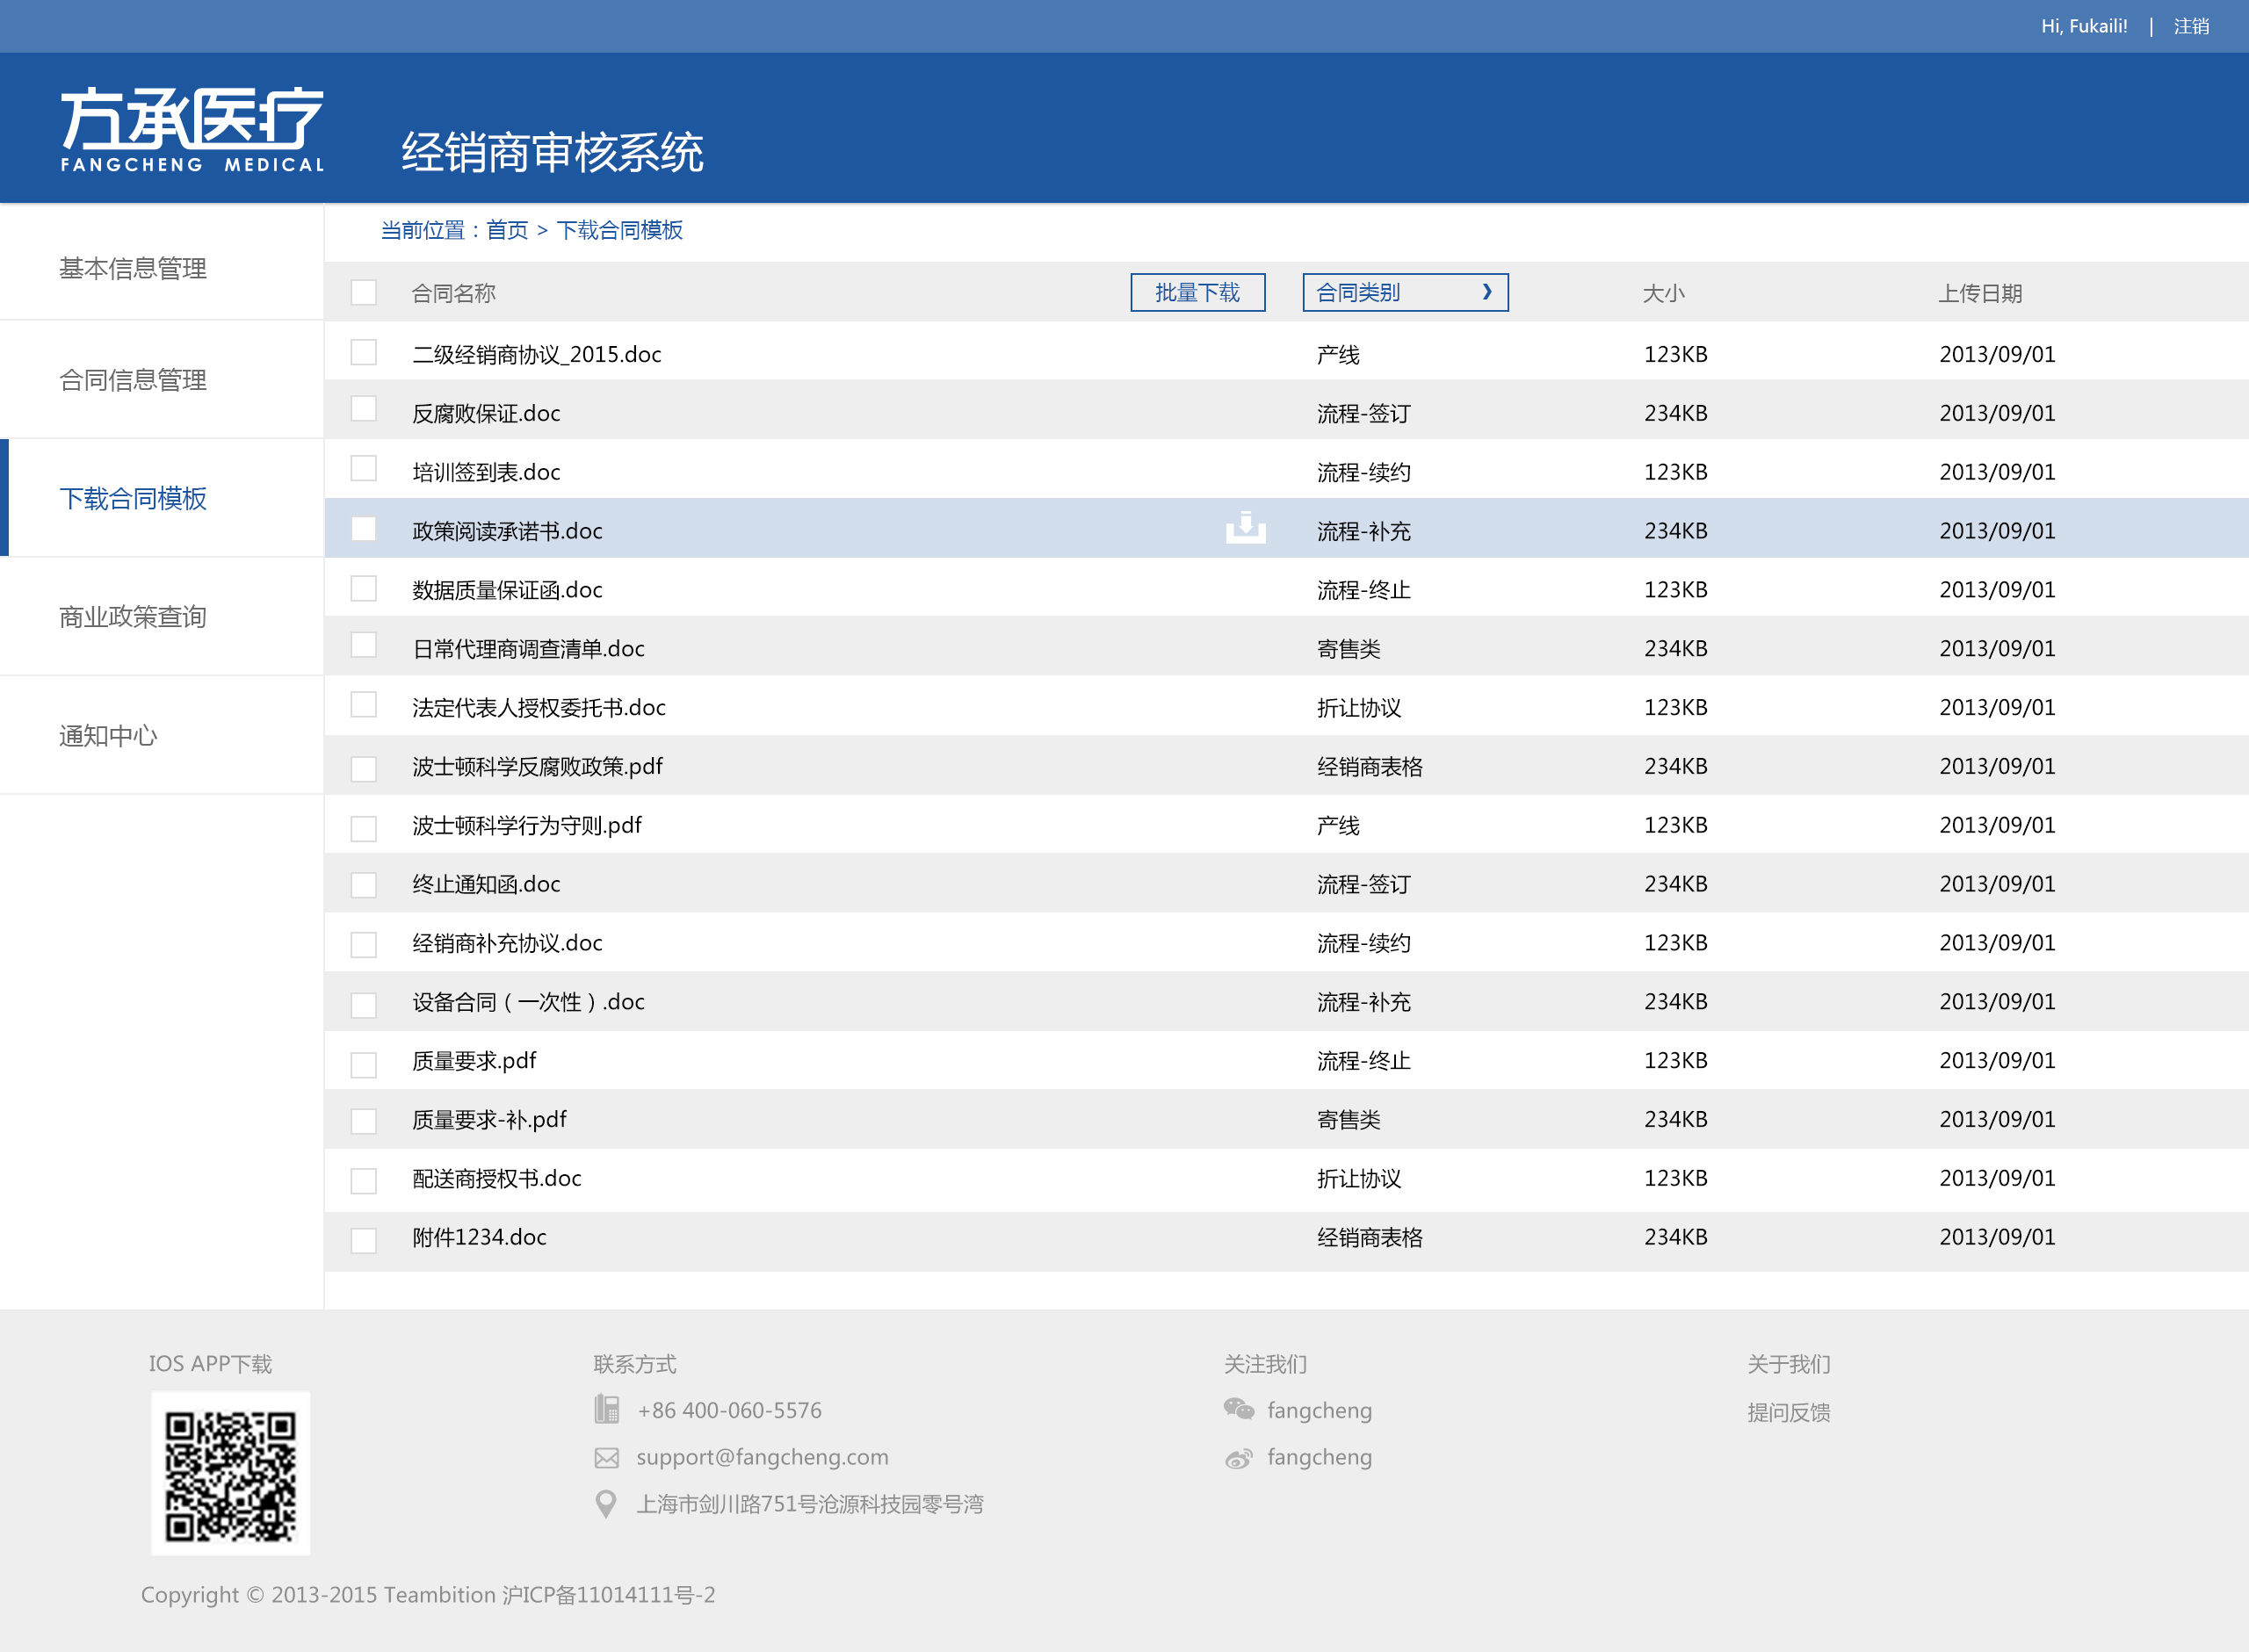 Hi, Fukaili! | 注销
方承医疗
FANGCHENG MEDICAL
经销商审核系统
当前位置：首页 > 下载合同模板
基本信息管理
合同信息管理
下载合同模板
商业政策查询
通知中心
合同名称 批量下载 合同类别 ❯ 大小 上传日期
二级经销商协议_2015.doc 产线 123KB 2013/09/01
反腐败保证.doc 流程-签订 234KB 2013/09/01
培训签到表.doc 流程-续约 123KB 2013/09/01
政策阅读承诺书.doc 流程-补充 234KB 2013/09/01
数据质量保证函.doc 流程-终止 123KB 2013/09/01
日常代理商调查清单.doc 寄售类 234KB 2013/09/01
法定代表人授权委托书.doc 折让协议 123KB 2013/09/01
波士顿科学反腐败政策.pdf 经销商表格 234KB 2013/09/01
波士顿科学行为守则.pdf 产线 123KB 2013/09/01
终止通知函.doc 流程-签订 234KB 2013/09/01
经销商补充协议.doc 流程-续约 123KB 2013/09/01
设备合同（一次性）.doc 流程-补充 234KB 2013/09/01
质量要求.pdf 流程-终止 123KB 2013/09/01
质量要求-补.pdf 寄售类 234KB 2013/09/01
配送商授权书.doc 折让协议 123KB 2013/09/01
附件1234.doc 经销商表格 234KB 2013/09/01
IOS APP下载
联系方式
+86 400-060-5576
support@fangcheng.com
上海市剑川路751号沧源科技园零号湾
关注我们
fangcheng
fangcheng
关于我们
提问反馈
Copyright © 2013-2015 Teambition 沪ICP备11014111号-2